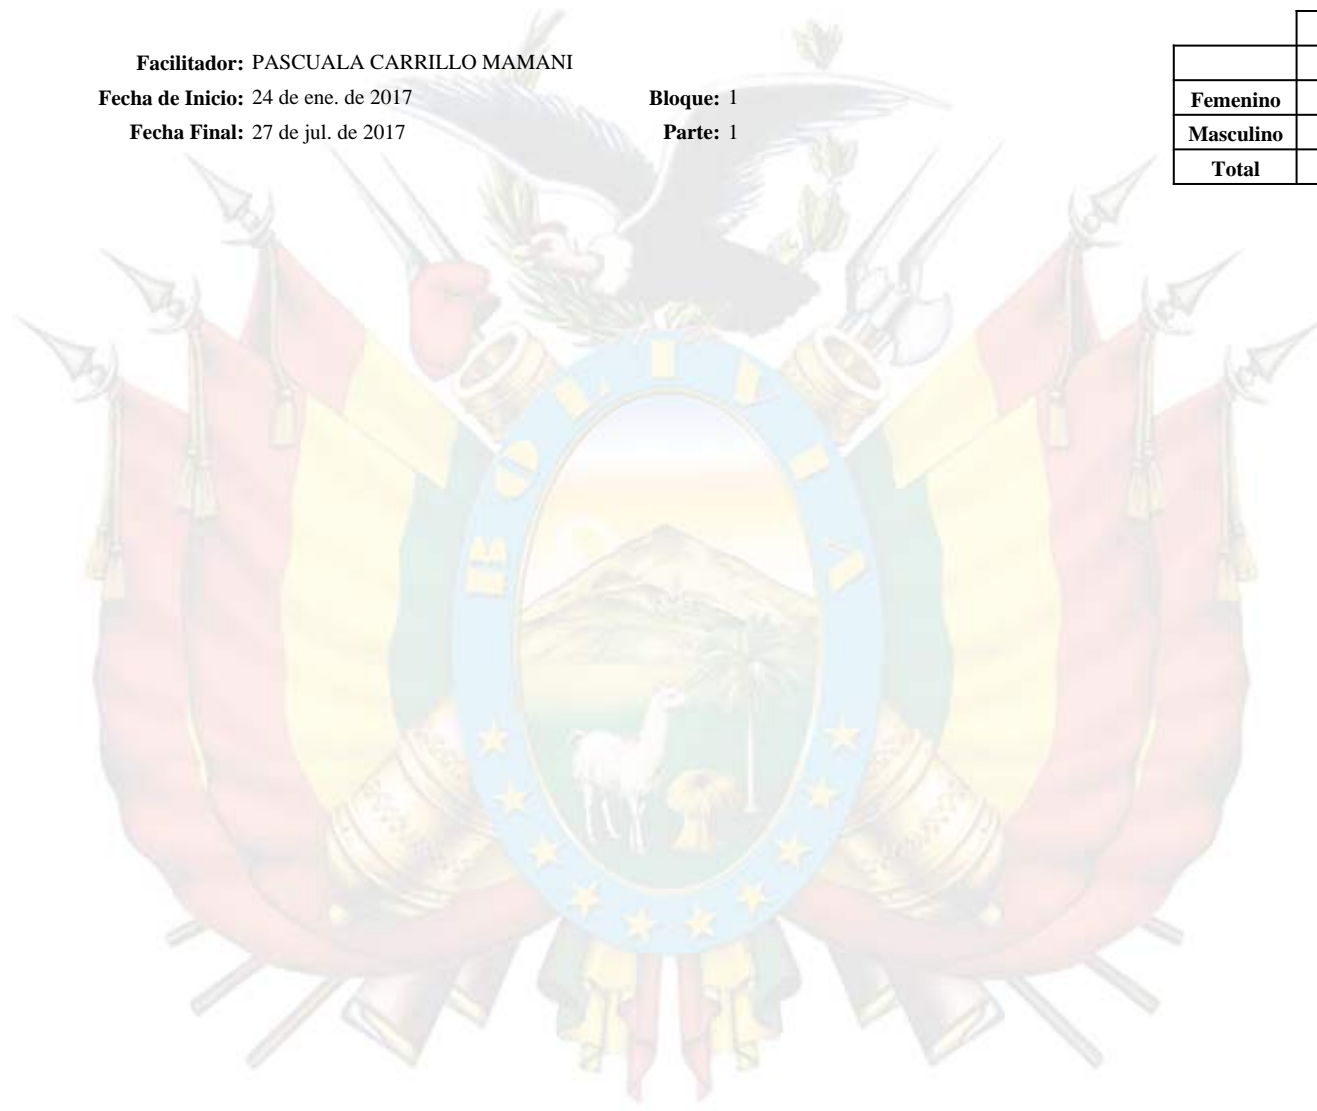 Facilitador: PASCUALA CARRILLO MAMANI
Fecha de Inicio: 24 de ene. de 2017 Bloque: 1
Fecha Final: 27 de jul. de 2017 Parte: 1
Femenino
Masculino
Total
BOLIVIA